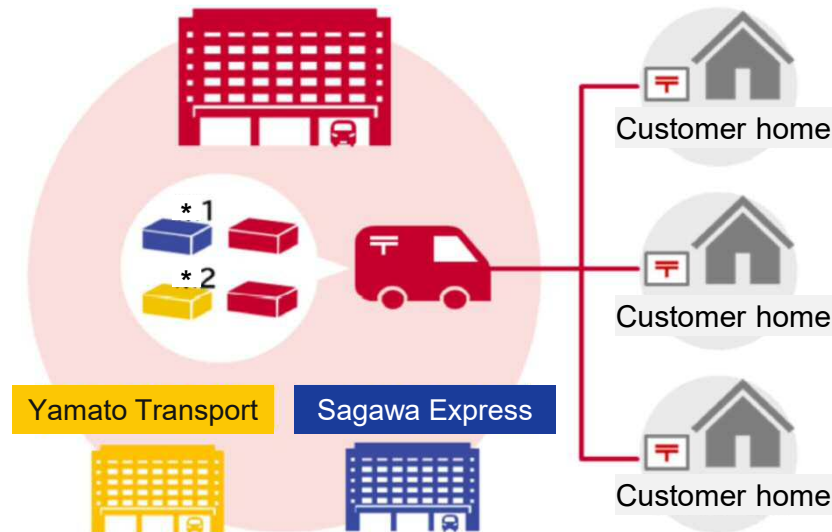 Customer home
* 1
* 2
〒
Customer home
Yamato Transport
Sagawa Express
Customer home